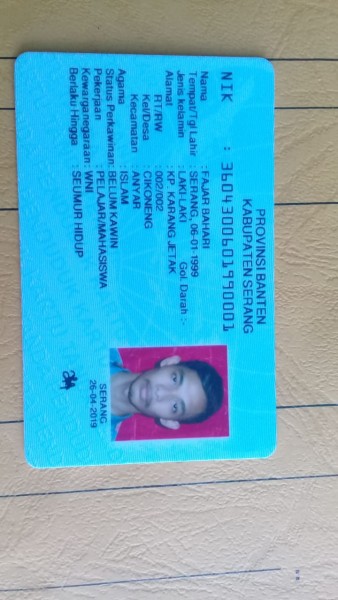 PROVINSI BANTEN
KABUPATEN SERANG
NIK : 3604300601990001
Nama : FAJAR BAHARI
Tempat/Tgl Lahir : SERANG, 06-01-1999
Jenis kelamin : LAKI-LAKI Gol. Darah :-
Alamat : KP. KARANG JETAK
RT/RW : 002/002
Kel/Desa : CIKONENG
Kecamatan : ANYAR
Agama : ISLAM
Status Perkawinan: BELUM KAWIN
Pekerjaan : PELAJAR/MAHASISWA
Kewarganegaraan: WNI
Berlaku Hingga : SEUMUR HIDUP
SERANG
26-04-2019